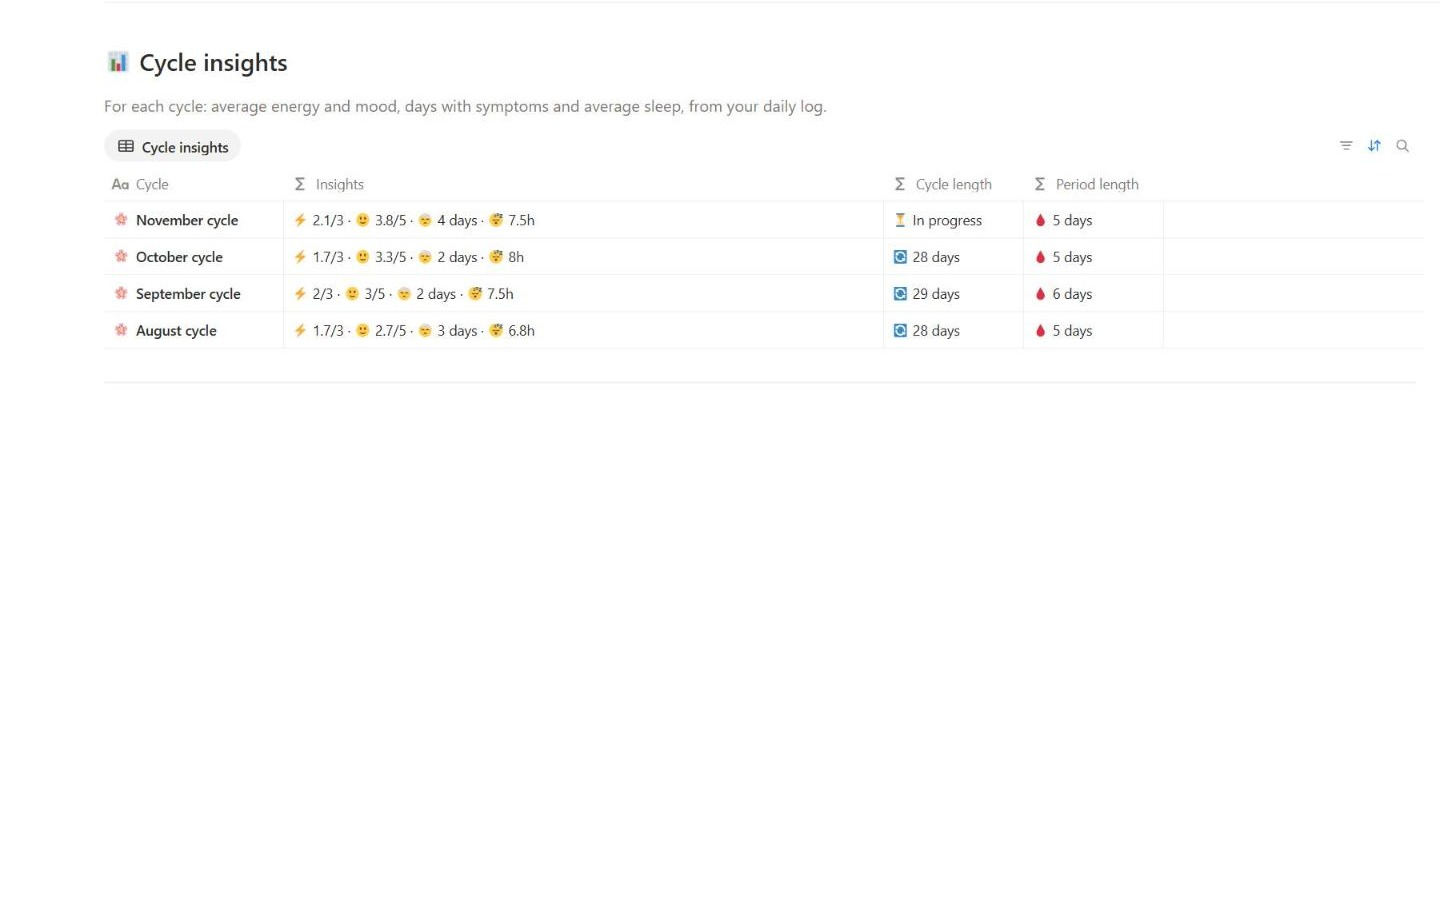 📊 Cycle insights
For each cycle: average energy and mood, days with symptoms and average sleep, from your daily log.
Cycle insights
Aa Cycle Σ Insights Σ Cycle length Σ Period length
🌸 November cycle ⚡ 2.1/3 · 🙂 3.8/5 · 🤕 4 days · 😴 7.5h ⏳ In progress 🩸 5 days
🌸 October cycle ⚡ 1.7/3 · 🙂 3.3/5 · 🤕 2 days · 😴 8h 🔄 28 days 🩸 5 days
🌸 September cycle ⚡ 2/3 · 🙂 3/5 · 🤕 2 days · 😴 7.5h 🔄 29 days 🩸 6 days
🌸 August cycle ⚡ 1.7/3 · 🙂 2.7/5 · 🤕 3 days · 😴 6.8h 🔄 28 days 🩸 5 days